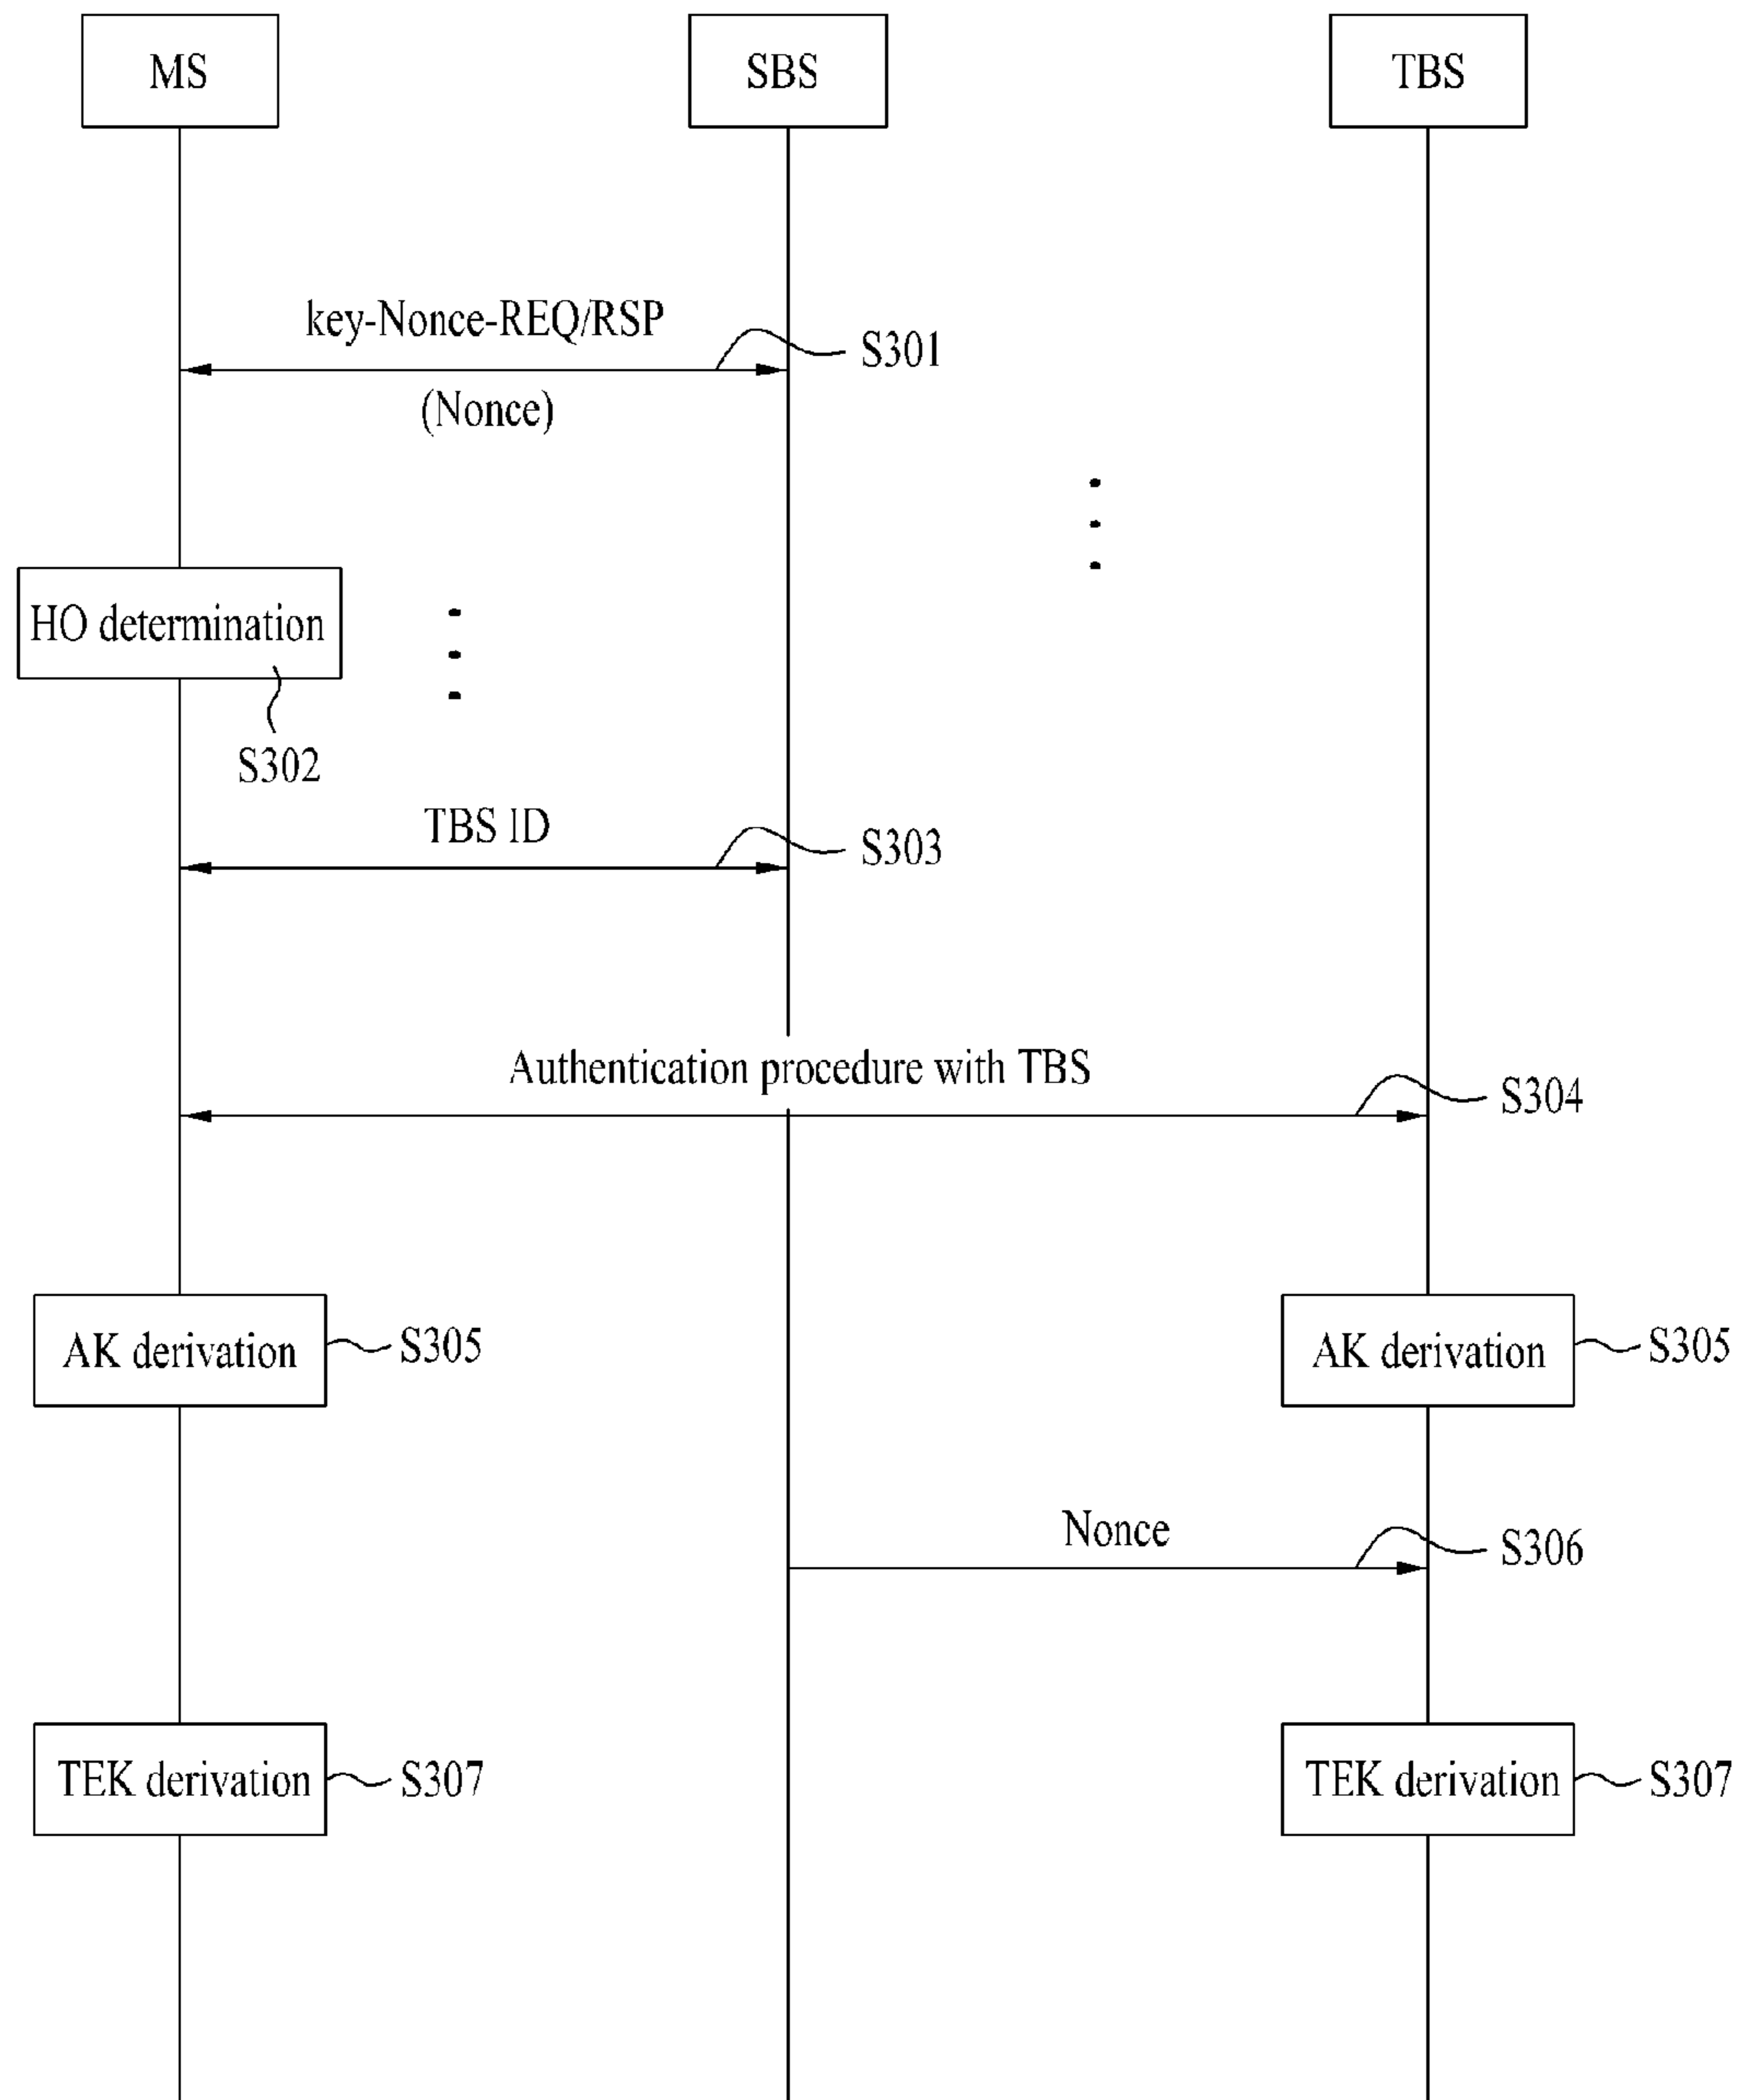 MS
SBS
TBS
key-Nonce-REQ/RSP
S301
(Nonce)
HO determination
S302
TBS ID
S303
Authentication procedure with TBS
S304
AK derivation
S305
AK derivation
S305
Nonce
S306
TEK derivation
S307
TEK derivation
S307